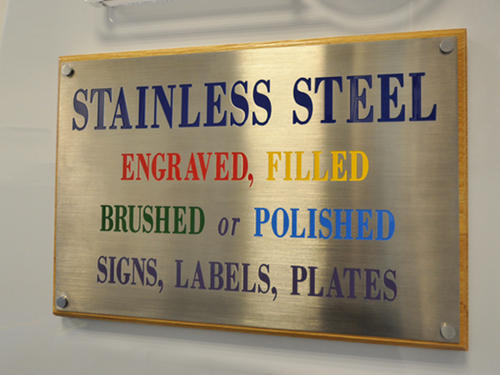 STAINLESS STEEL
ENGRAVED, FILLED
BRUSHED or POLISHED
SIGNS, LABELS, PLATES